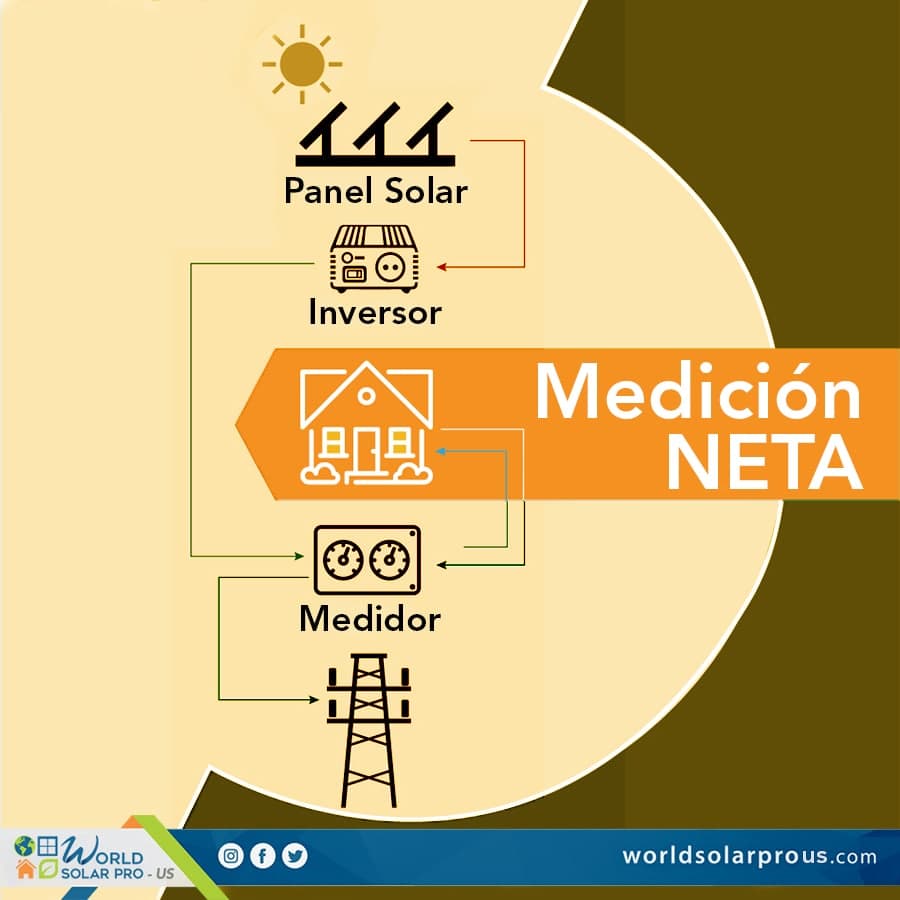 Panel Solar
Inversor
Medición
NETA
Medidor
WORLD
SOLAR PRO - US
worldsolarprous.com